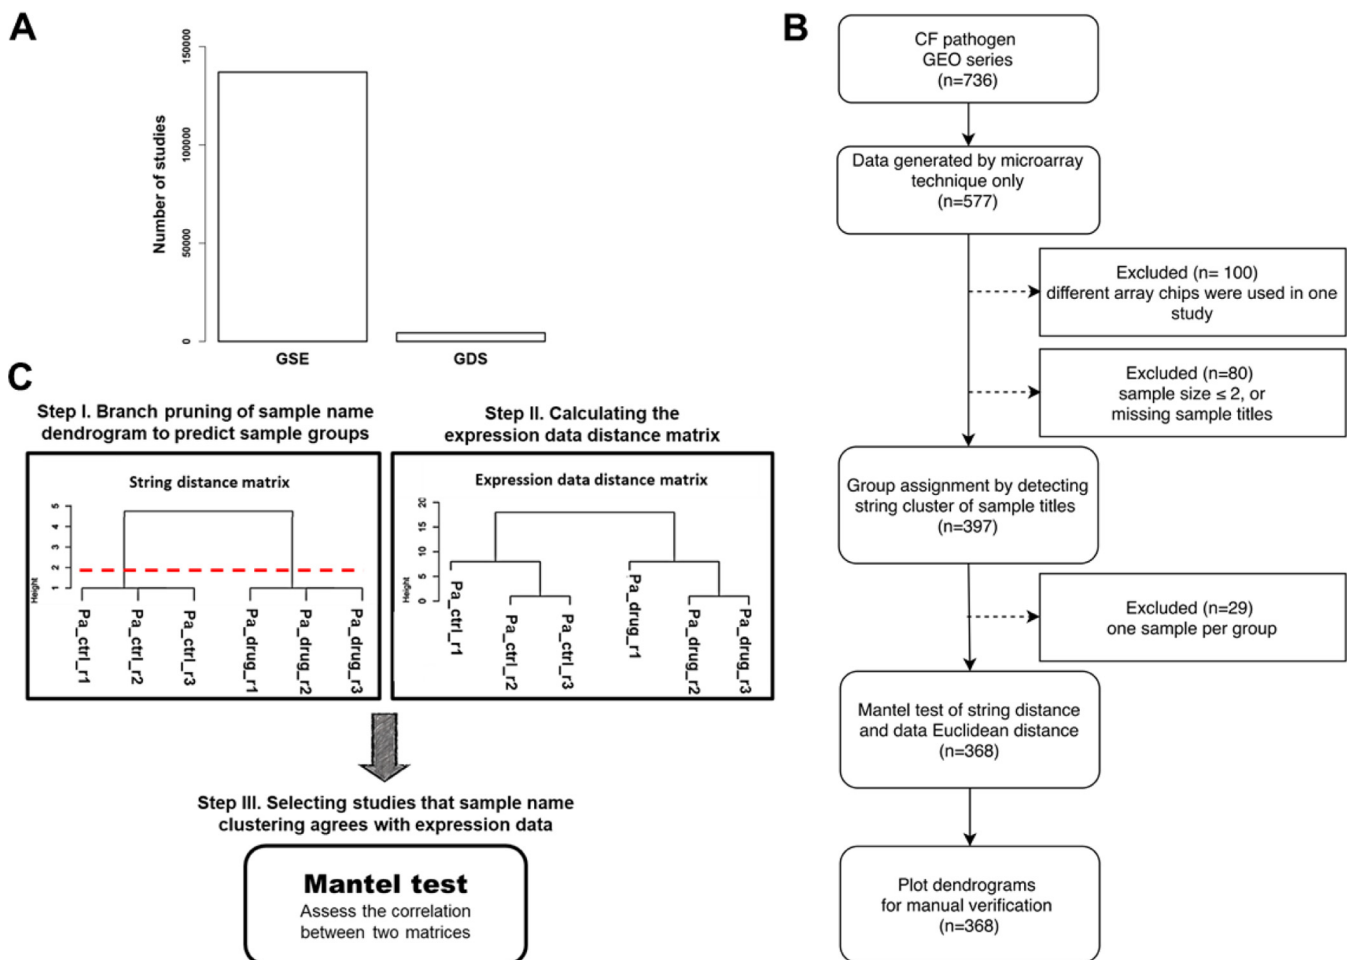 A
Number of studies
150000
100000
50000
0
GSE
GDS
B
CF pathogen
GEO series
(n=736)
Data generated by microarray
technique only
(n=577)
Excluded (n= 100)
different array chips were used in one
study
Excluded (n=80)
sample size ≤ 2, or
missing sample titles
Group assignment by detecting
string cluster of sample titles
(n=397)
Excluded (n=29)
one sample per group
Mantel test of string distance
and data Euclidean distance
(n=368)
Plot dendrograms
for manual verification
(n=368)
C
Step I. Branch pruning of sample name
dendrogram to predict sample groups
String distance matrix
Height
5
4
3
2
1
Pa_ctrl_r1
Pa_ctrl_r2
Pa_ctrl_r3
Pa_drug_r1
Pa_drug_r2
Pa_drug_r3
Step II. Calculating the
expression data distance matrix
Expression data distance matrix
Height
20
15
10
5
0
Pa_ctrl_r1
Pa_ctrl_r2
Pa_ctrl_r3
Pa_drug_r1
Pa_drug_r2
Pa_drug_r3
Step III. Selecting studies that sample name
clustering agrees with expression data
Mantel test
Assess the correlation
between two matrices